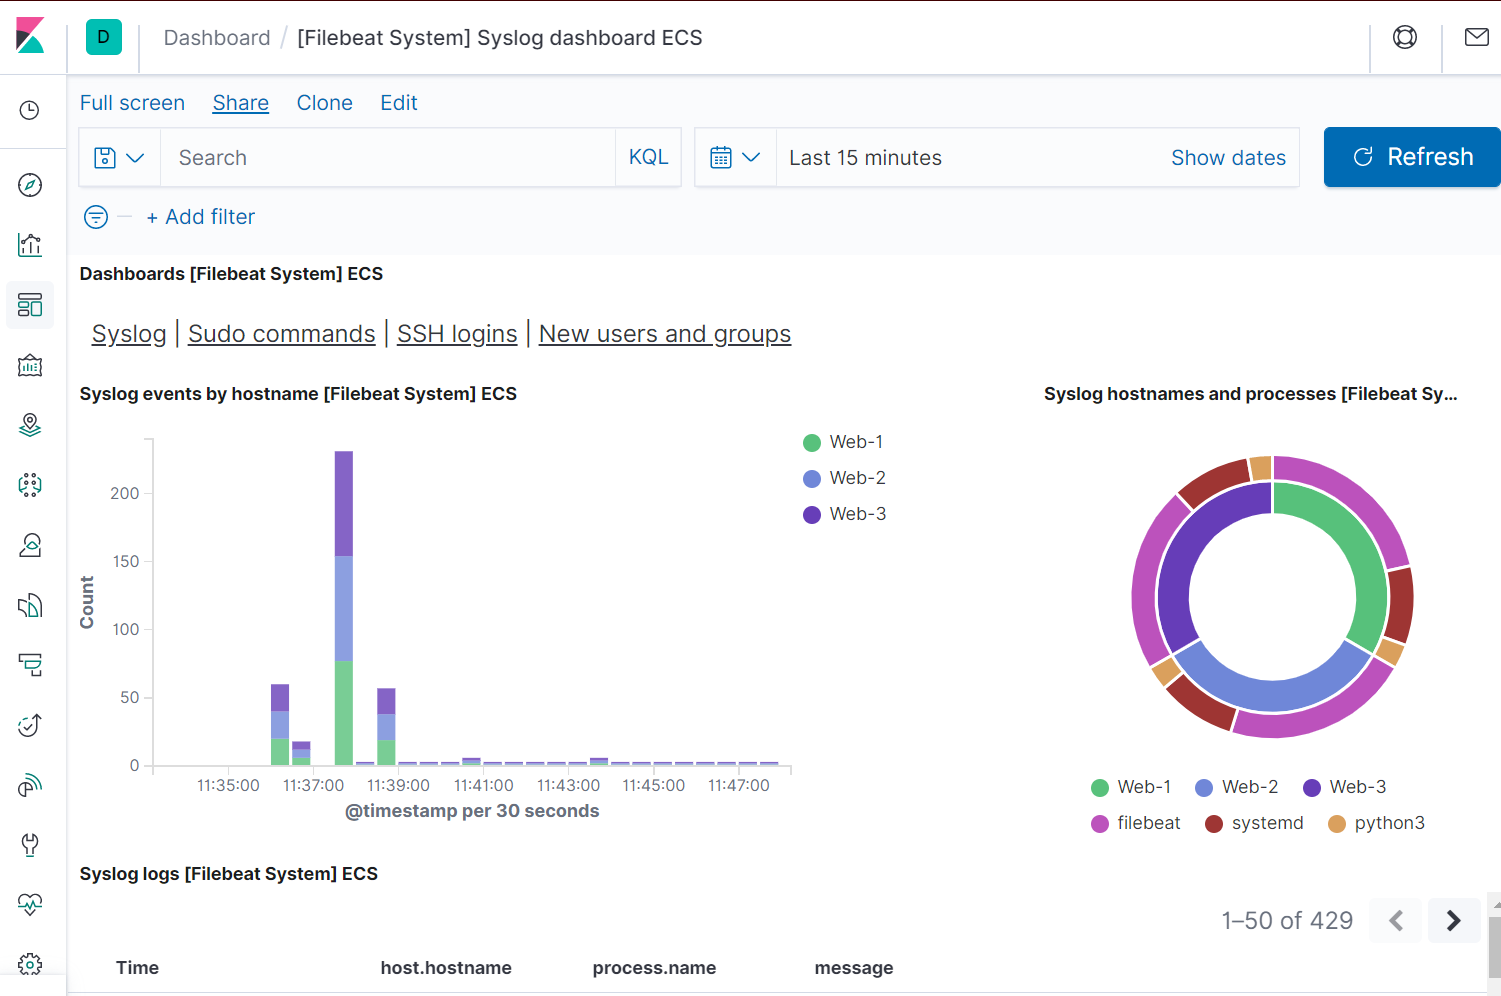 D Dashboard / [Filebeat System] Syslog dashboard ECS
Full screen Share Clone Edit
Search KQL Last 15 minutes Show dates Refresh
+ Add filter
Dashboards [Filebeat System] ECS
Syslog | Sudo commands | SSH logins | New users and groups
Syslog events by hostname [Filebeat System] ECS
Count
200
150
100
50
0
11:35:00 11:37:00 11:39:00 11:41:00 11:43:00 11:45:00 11:47:00
@timestamp per 30 seconds
Web-1
Web-2
Web-3
Syslog hostnames and processes [Filebeat Sy...
Web-1 Web-2 Web-3
filebeat systemd python3
Syslog logs [Filebeat System] ECS
1–50 of 429
Time host.hostname process.name message